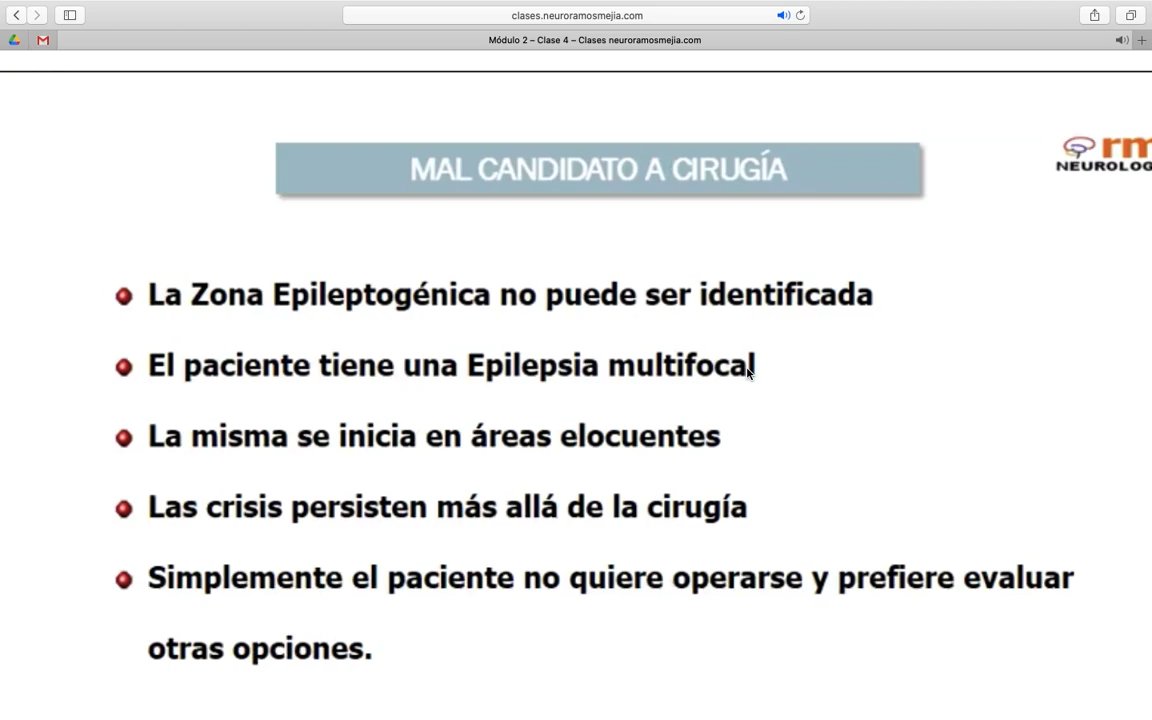 clases.neuroramosmejia.com
Módulo 2 – Clase 4 – Clases neuroramosmejia.com
MAL CANDIDATO A CIRUGÍA
rm
NEUROLOG
La Zona Epileptogénica no puede ser identificada
El paciente tiene una Epilepsia multifocal
La misma se inicia en áreas elocuentes
Las crisis persisten más allá de la cirugía
Simplemente el paciente no quiere operarse y prefiere evaluar
otras opciones.